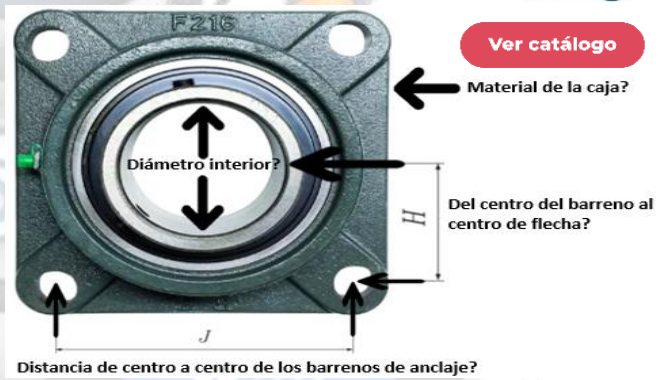 F216
Ver catálogo
Material de la caja?
Diámetro interior?
Del centro del barreno al
centro de flecha?
H
J
Distancia de centro a centro de los barrenos de anclaje?